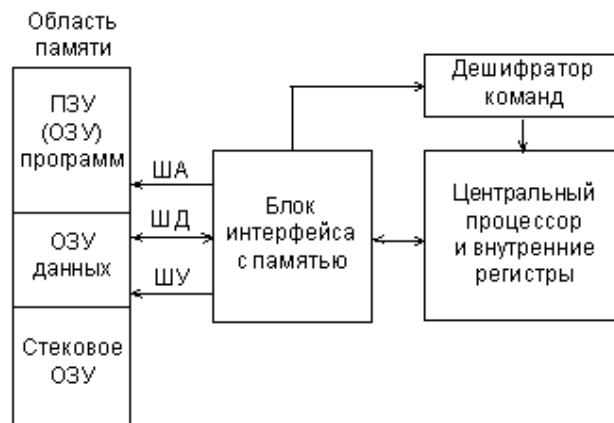 Область
памяти
ПЗУ
(ОЗУ)
программ
ОЗУ
данных
Стековое
ОЗУ
ША
ШД
ШУ
Блок
интерфейса
с памятью
Дешифратор
команд
Центральный
процессор
и внутренние
регистры